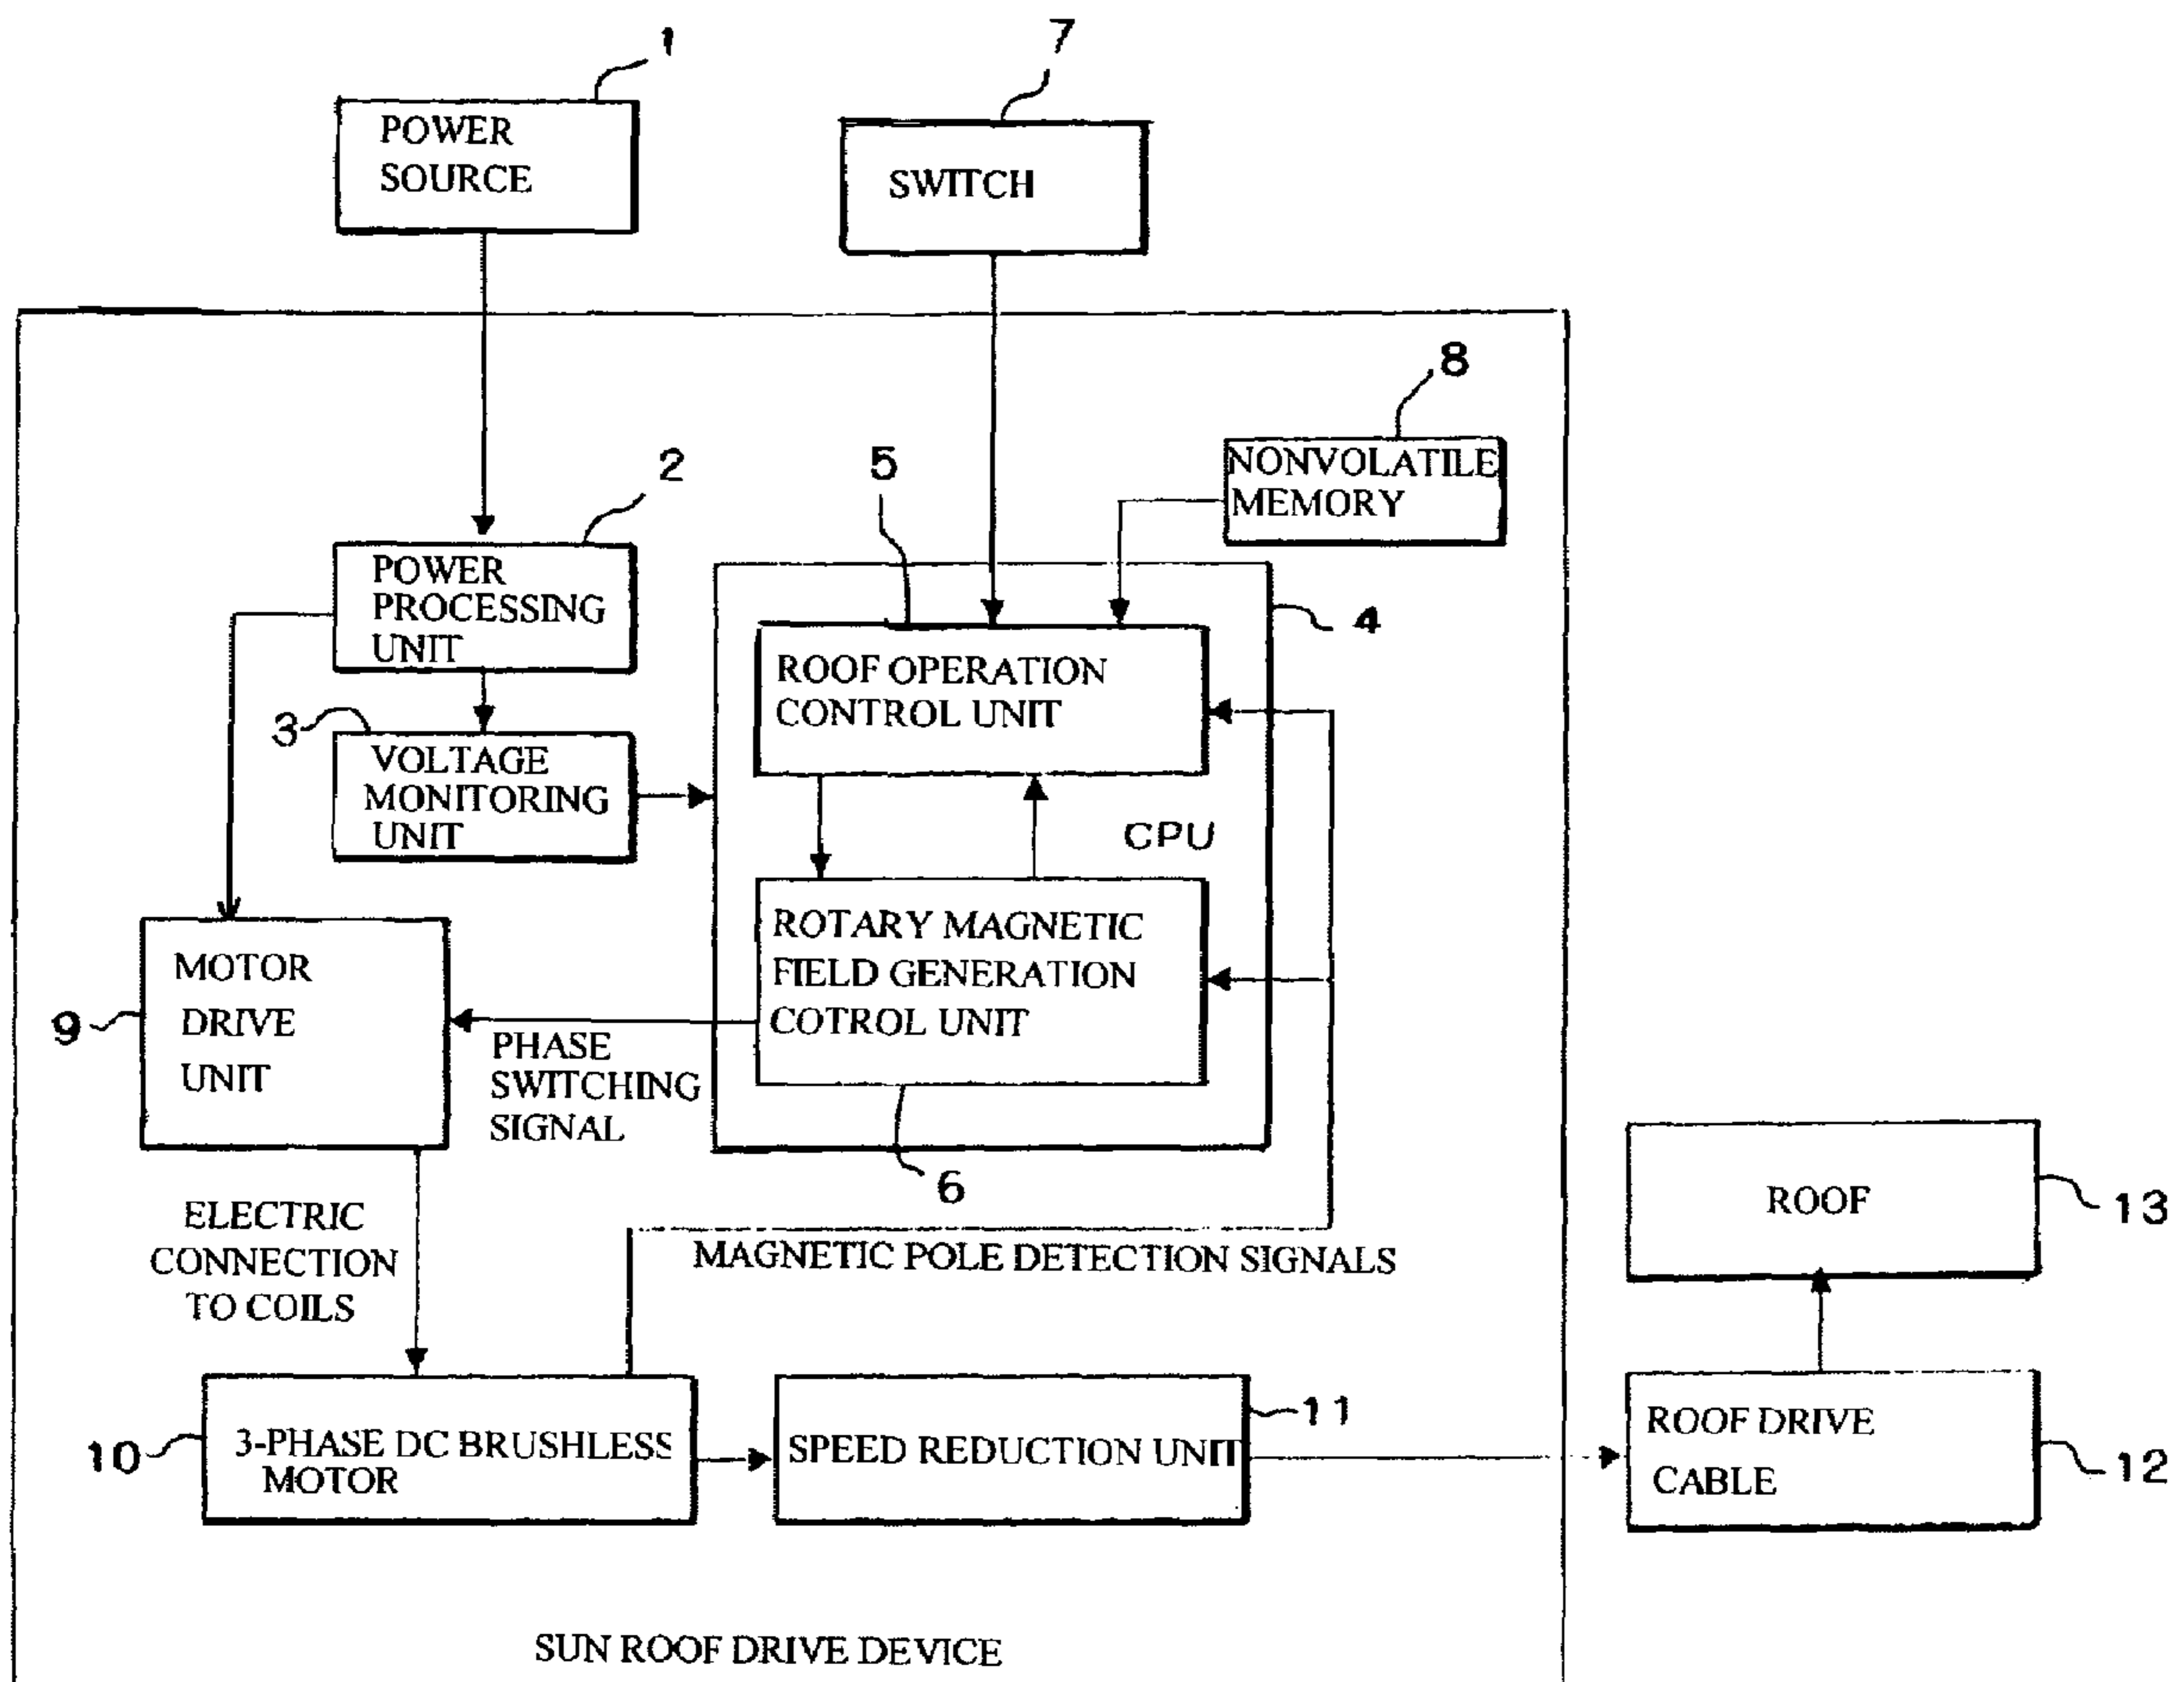 1
7
POWER
SOURCE
SWITCH
8
NONVOLATILE
MEMORY
2
5
POWER
PROCESSING
UNIT
4
ROOF OPERATION
CONTROL UNIT
3
VOLTAGE
MONITORING
UNIT
CPU
ROTARY MAGNETIC
FIELD GENERATION
COTROL UNIT
MOTOR
DRIVE
UNIT
9
PHASE
SWITCHING
SIGNAL
6
ROOF
13
ELECTRIC
CONNECTION
TO COILS
MAGNETIC POLE DETECTION SIGNALS
10
3-PHASE DC BRUSHLESS
MOTOR
11
SPEED REDUCTION UNIT
ROOF DRIVE
CABLE
12
SUN ROOF DRIVE DEVICE